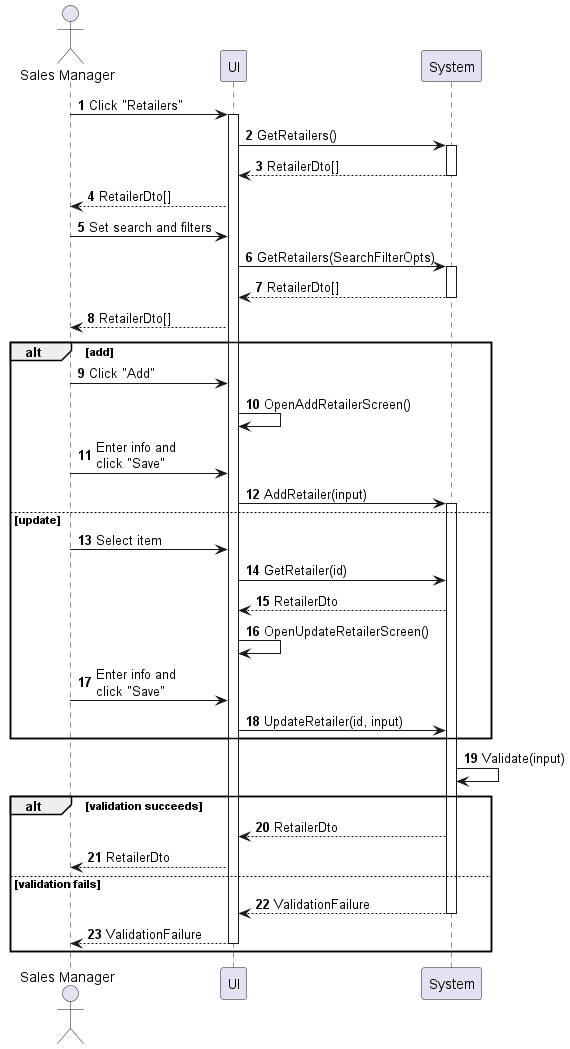 Sales Manager
UI
System
1 Click "Retailers"
2 GetRetailers()
3 RetailerDto[]
4 RetailerDto[]
5 Set search and filters
6 GetRetailers(SearchFilterOpts)
7 RetailerDto[]
8 RetailerDto[]
alt [add]
9 Click "Add"
10 OpenAddRetailerScreen()
11 Enter info and
click "Save"
12 AddRetailer(input)
[update]
13 Select item
14 GetRetailer(id)
15 RetailerDto
16 OpenUpdateRetailerScreen()
17 Enter info and
click "Save"
18 UpdateRetailer(id, input)
19 Validate(input)
alt [validation succeeds]
20 RetailerDto
21 RetailerDto
[validation fails]
22 ValidationFailure
23 ValidationFailure
Sales Manager
UI
System